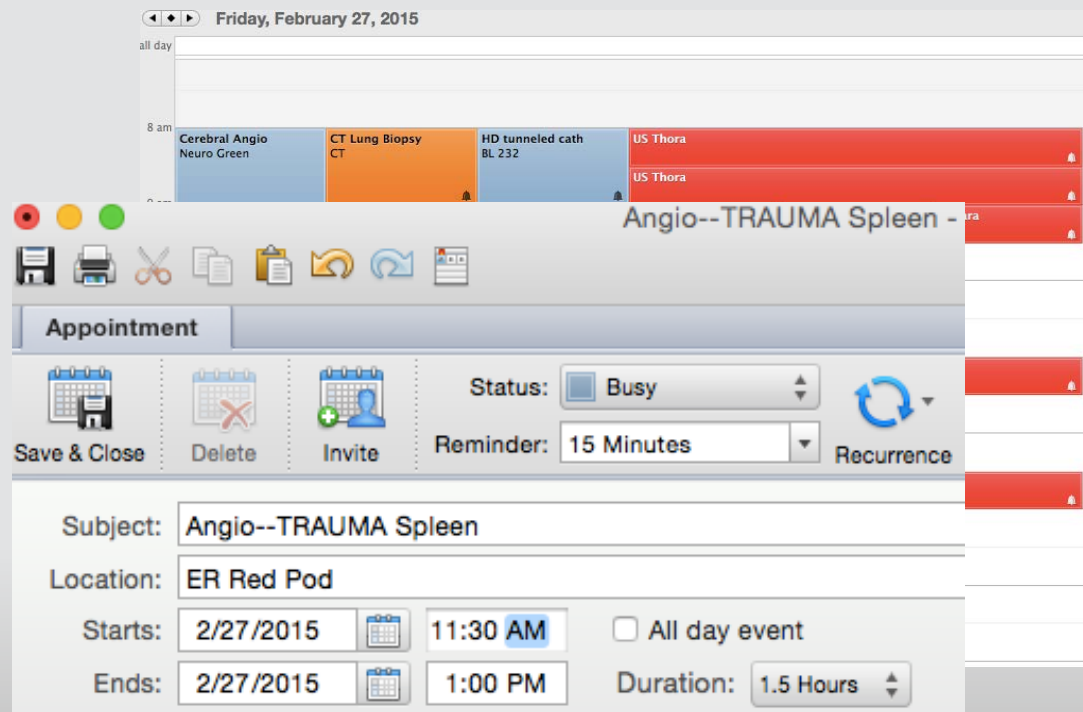 Friday, February 27, 2015
all day
8 am
Cerebral Angio
Neuro Green
CT Lung Biopsy
CT
HD tunneled cath
BL 232
US Thora
US Thora
Angio--TRAUMA Spleen -
Appointment
Save & Close
Delete
Invite
Status: Busy
Reminder: 15 Minutes
Recurrence
Subject: Angio--TRAUMA Spleen
Location: ER Red Pod
Starts: 2/27/2015 11:30 AM All day event
Ends: 2/27/2015 1:00 PM Duration: 1.5 Hours